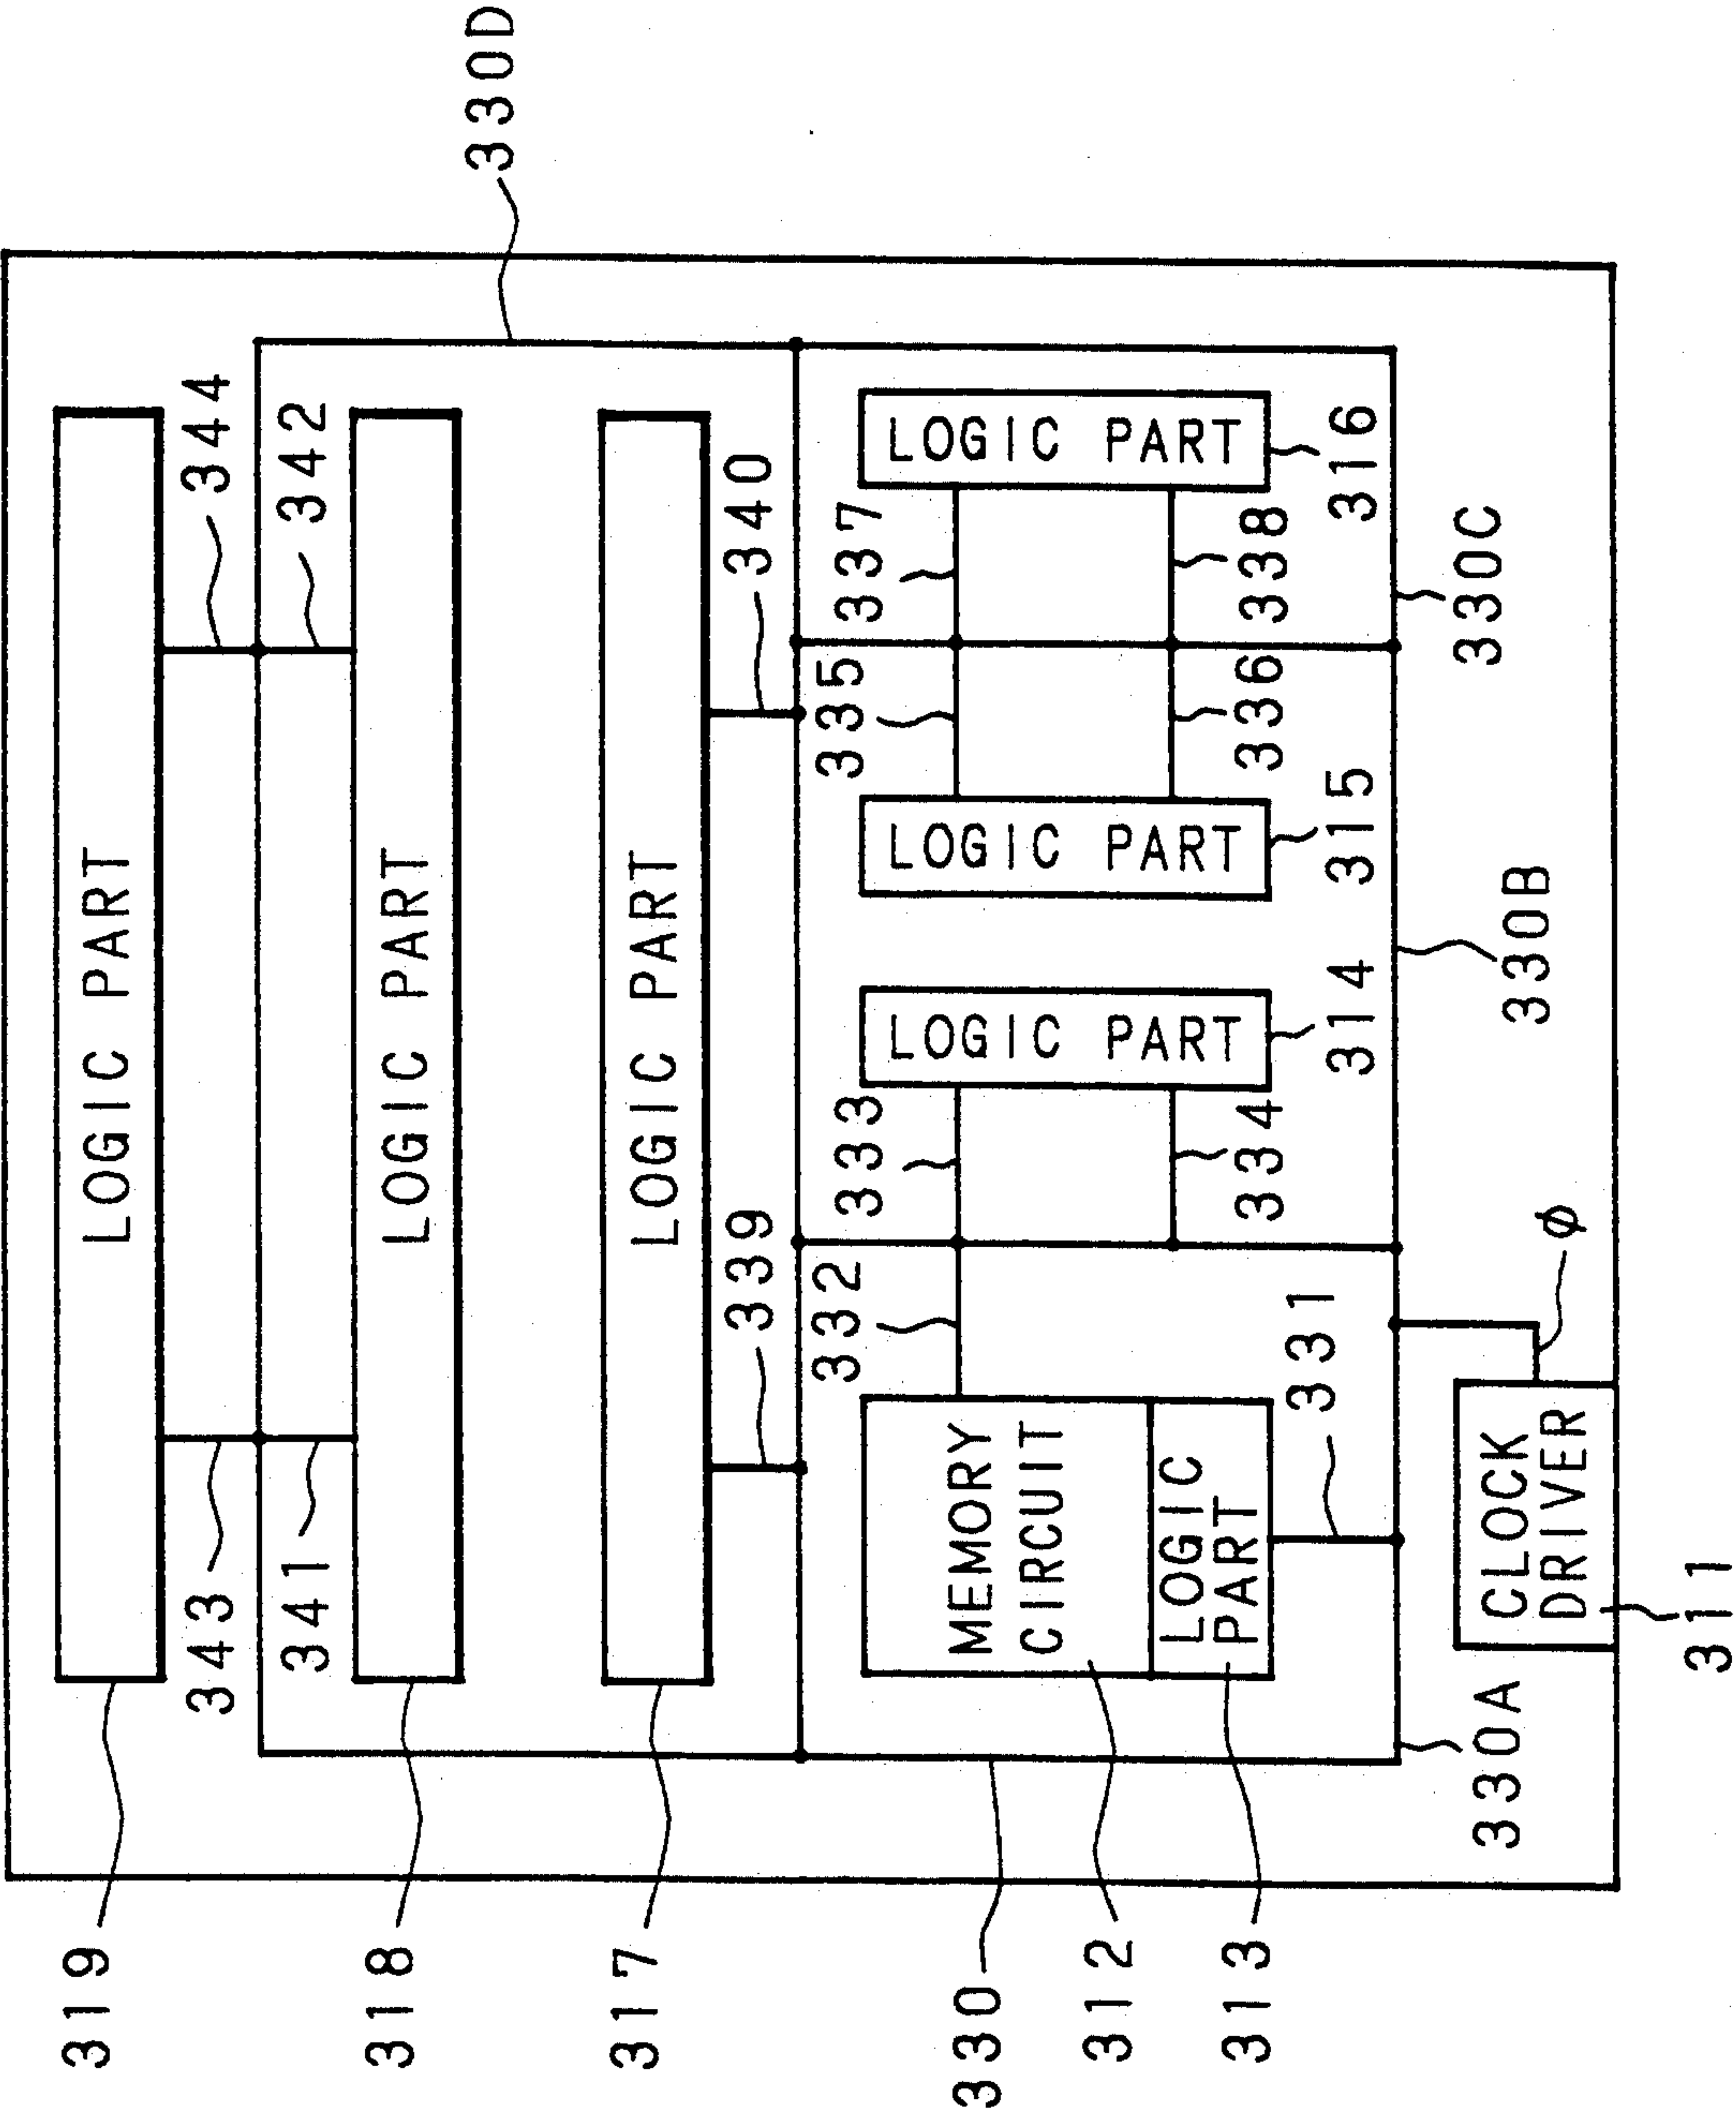 319
LOGIC PART
343
344
341
342
318
LOGIC PART
330D
317
LOGIC PART
339
340
332
333
335
337
330
MEMORY
CIRCUIT
LOGIC PART
LOGIC PART
LOGIC PART
312
LOGIC
PART
313
334
336
338
331
314
315
316
330A
330B
330C
CLOCK
DRIVER
φ
311